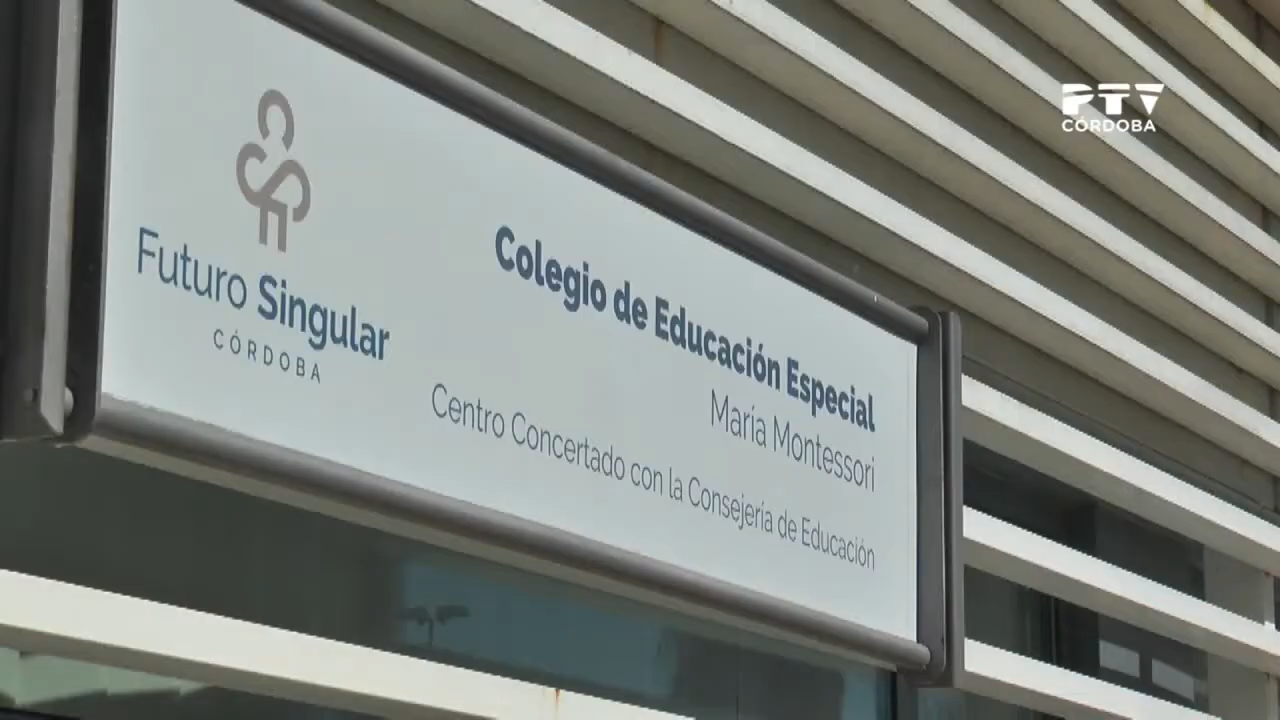 PTV
CÓRDOBA
Futuro Singular
CÓRDOBA
Colegio de Educación Especial
María Montessori
Centro Concertado con la Consejería de Educación